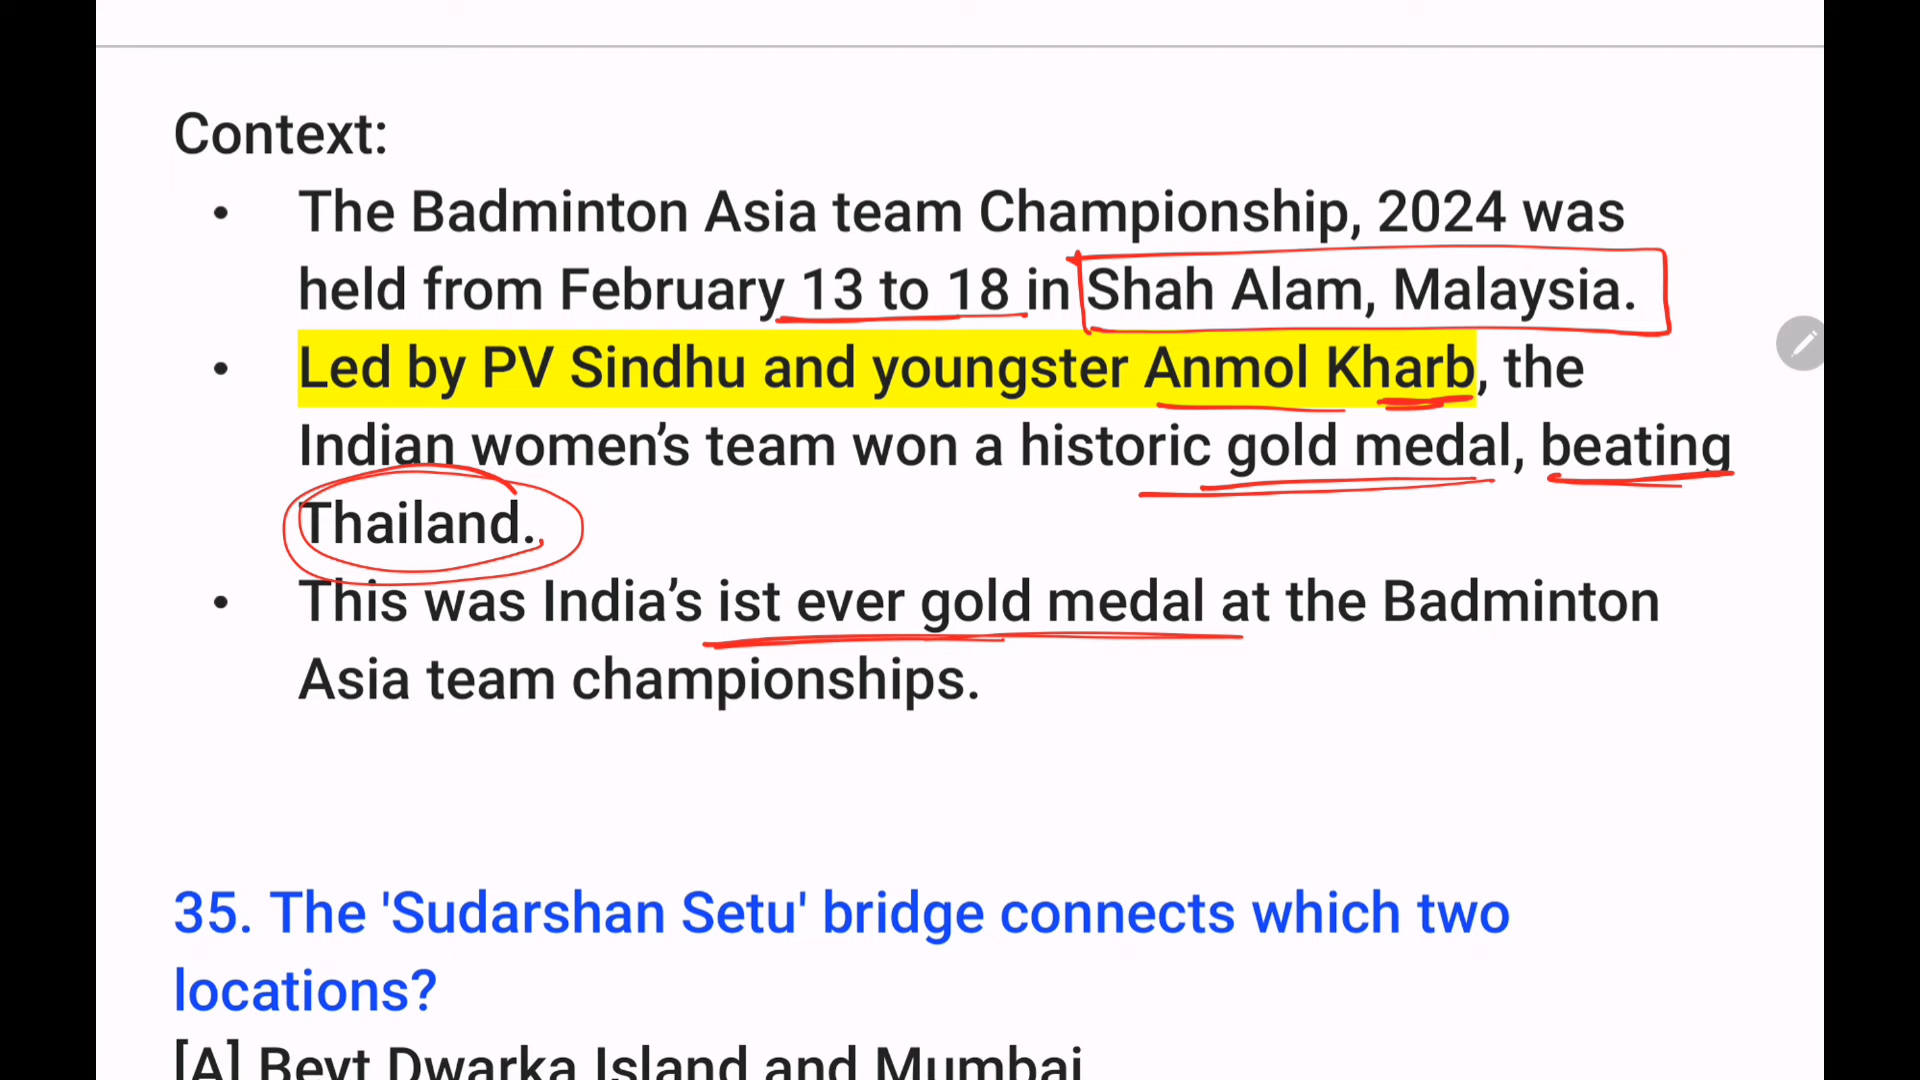 Context:
• The Badminton Asia team Championship, 2024 was
held from February 13 to 18 in Shah Alam, Malaysia.
• Led by PV Sindhu and youngster Anmol Kharb, the
Indian women’s team won a historic gold medal, beating
Thailand.
• This was India’s ist ever gold medal at the Badminton
Asia team championships.
35. The 'Sudarshan Setu' bridge connects which two
locations?
[A] Beyt Dwarka Island and Mumbai